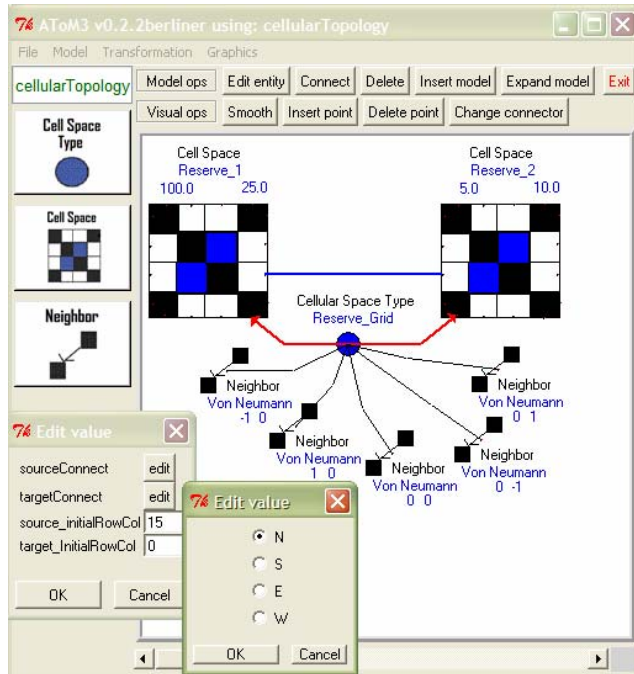 AToM3 v0.2.2berliner using: cellularTopology
File Model Transformation Graphics
cellularTopology
Model ops Edit entity Connect Delete Insert model Expand model Exit
Visual ops Smooth Insert point Delete point Change connector
Cell Space
Type
Cell Space
Neighbor
Cell Space
Reserve_1
100.0 25.0
Cell Space
Reserve_2
5.0 10.0
Cellular Space Type
Reserve_Grid
Neighbor
Von Neumann
-1 0
Neighbor
Von Neumann
1 0
Neighbor
Von Neumann
0 0
Neighbor
Von Neumann
0 -1
Neighbor
Von Neumann
0 1
Edit value
sourceConnect edit
targetConnect edit
source_initialRowCol 15
target_InitialRowCol 0
OK Cancel
Edit value
N
S
E
W
OK Cancel